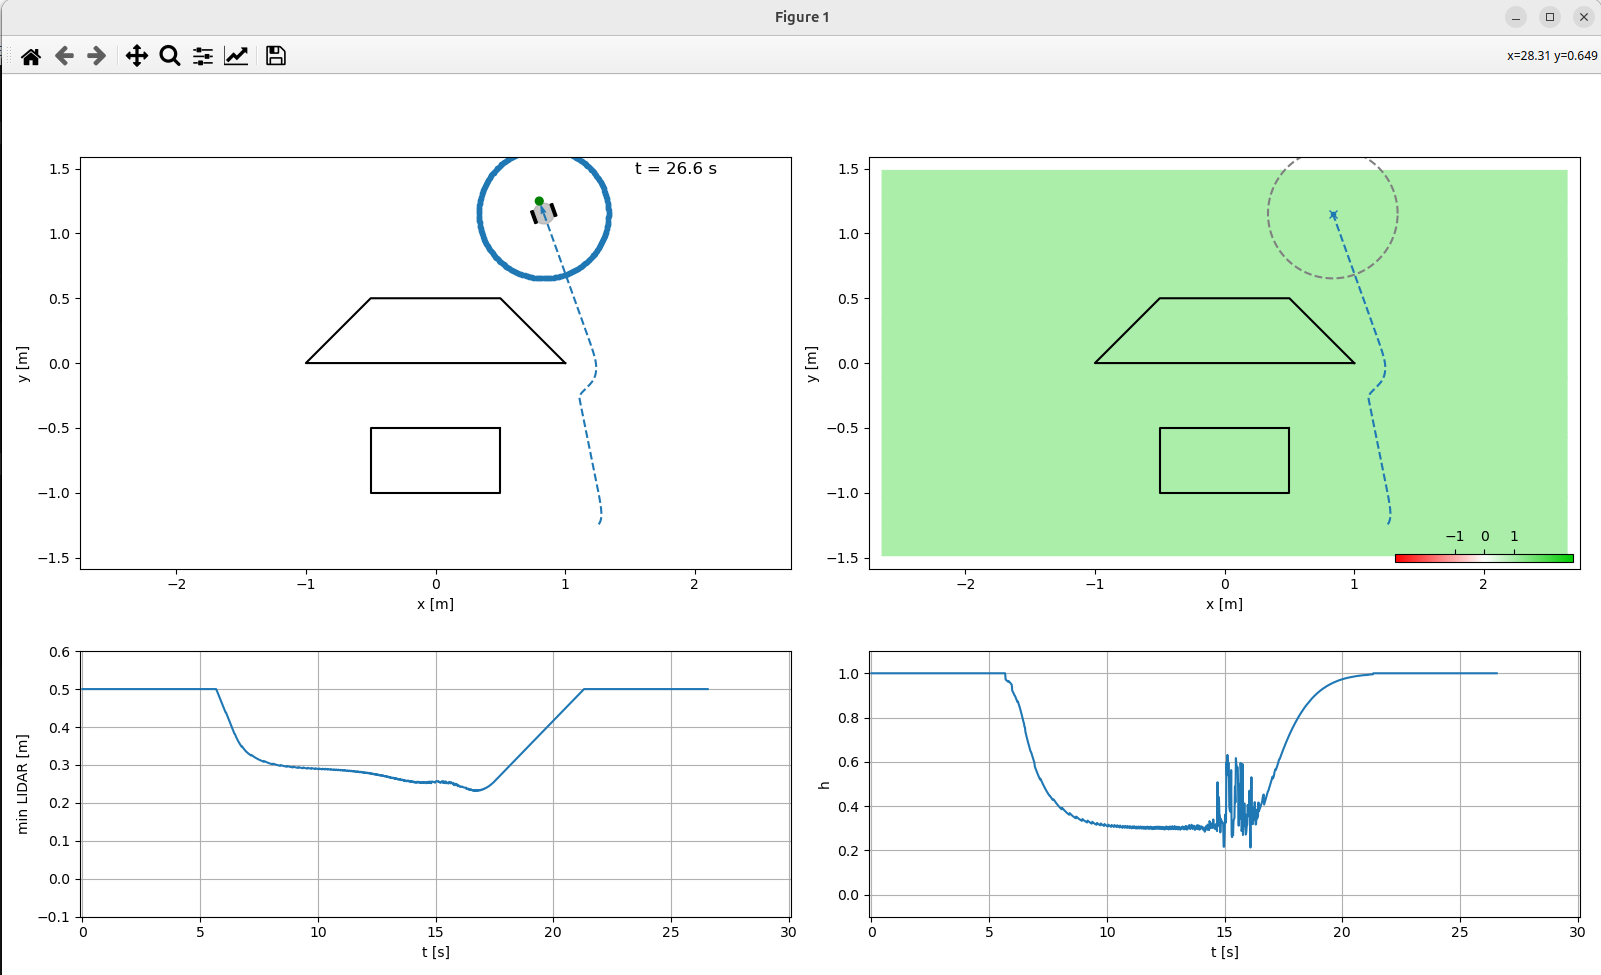 Figure 1
x=28.31 y=0.649
t = 26.6 s
1.5
1.0
0.5
0.0
−0.5
−1.0
−1.5
y [m]
−2 −1 0 1 2
x [m]
1.5
1.0
0.5
0.0
−0.5
−1.0
−1.5
y [m]
−1 0 1
−2 −1 0 1 2
x [m]
0.6
0.5
0.4
0.3
0.2
0.1
0.0
−0.1
min LIDAR [m]
0 5 10 15 20 25 30
t [s]
1.0
0.8
0.6
0.4
0.2
0.0
h
0 5 10 15 20 25 30
t [s]